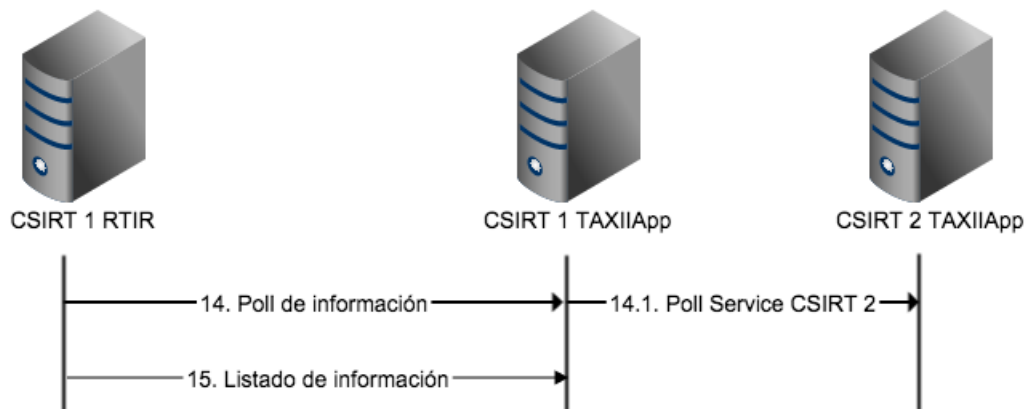 CSIRT 1 RTIR
CSIRT 1 TAXIIApp
CSIRT 2 TAXIIApp
14. Poll de información
14.1. Poll Service CSIRT 2
15. Listado de información